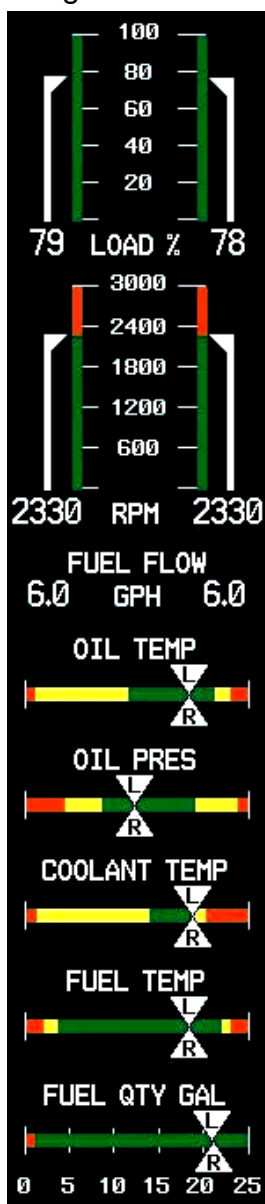 100
80
60
40
20
79 LOAD % 78
3000
2400
1800
1200
600
2330 RPM 2330
FUEL FLOW
6.0 GPH 6.0
OIL TEMP
L
R
OIL PRES
L
R
COOLANT TEMP
L
R
FUEL TEMP
L
R
FUEL QTY GAL
L
R
0 5 10 15 20 25